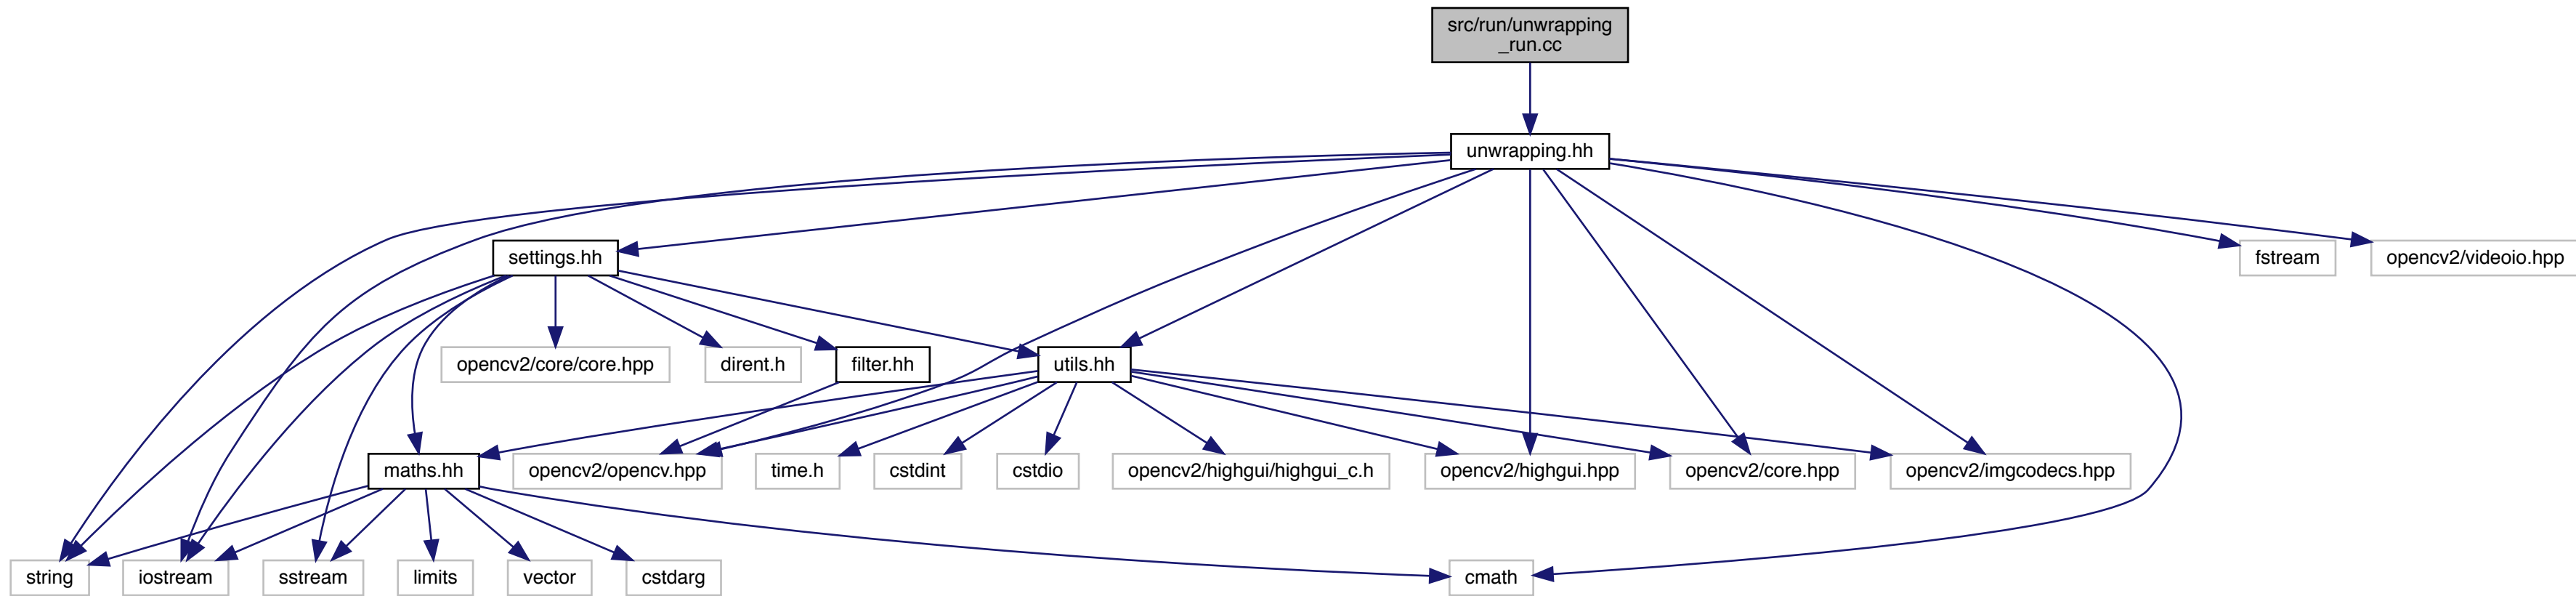 src/run/unwrapping
_run.cc
unwrapping.hh
settings.hh
fstream
opencv2/videoio.hpp
opencv2/core/core.hpp
dirent.h
filter.hh
utils.hh
maths.hh
opencv2/opencv.hpp
time.h
cstdint
cstdio
opencv2/highgui/highgui_c.h
opencv2/highgui.hpp
opencv2/core.hpp
opencv2/imgcodecs.hpp
string
iostream
sstream
limits
vector
cstdarg
cmath